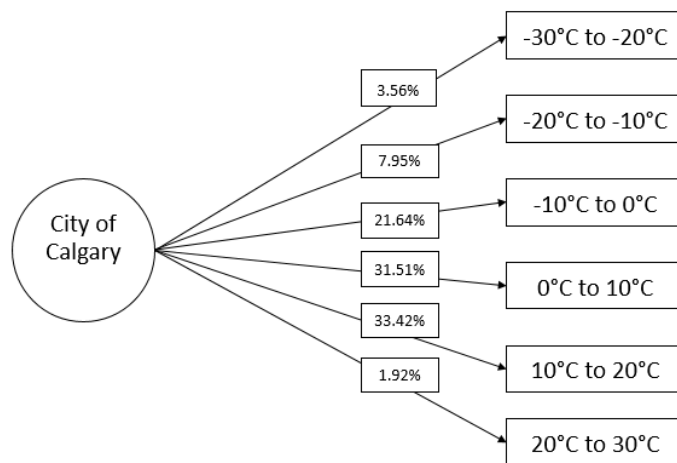 City of
Calgary
3.56%
-30°C to -20°C
7.95%
-20°C to -10°C
21.64%
-10°C to 0°C
31.51%
0°C to 10°C
33.42%
10°C to 20°C
1.92%
20°C to 30°C